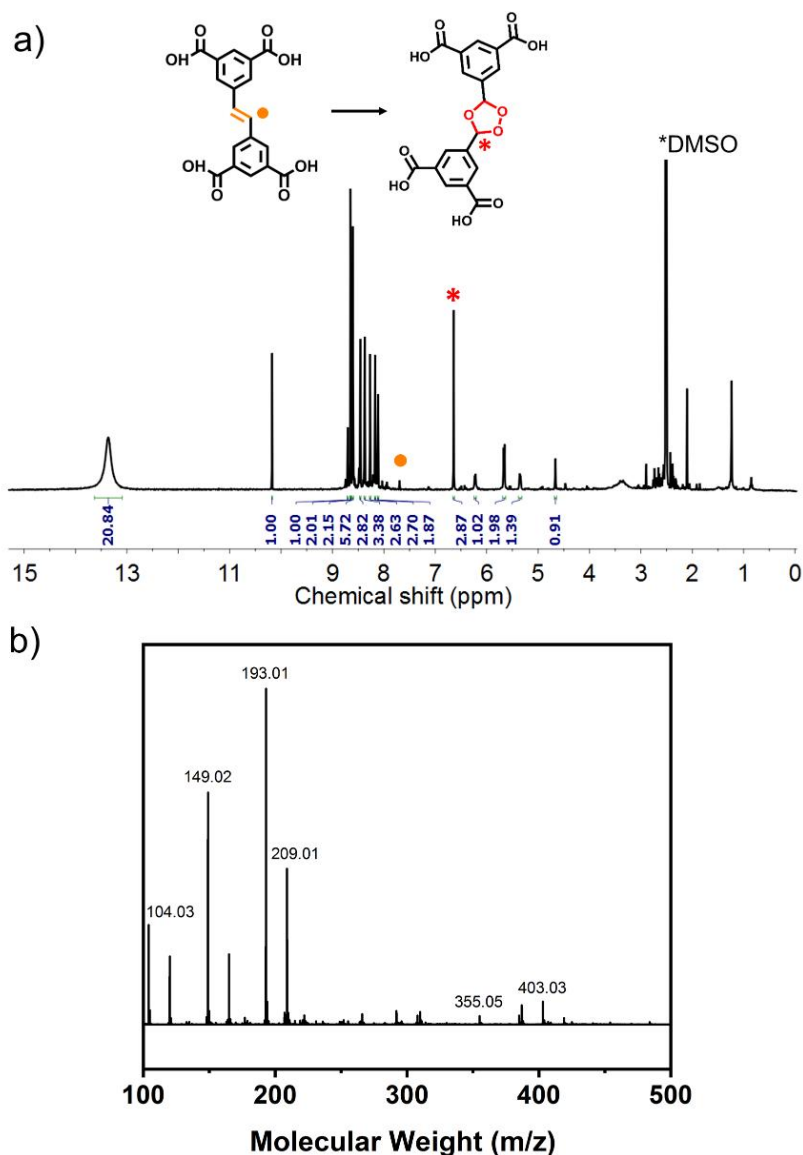 a)
O
OH
O
OH
OH
O
OH
O
O
HO
O
OH
O
O
O
*
HO
O
O
HO
*DMSO
*
20.84
1.00
1.00
2.01
2.15
5.72
2.82
3.38
2.63
2.70
1.87
2.87
1.02
1.98
1.39
0.91
15 13 11 9 8 7 6 5 4 3 2 1 0
Chemical shift (ppm)
b)
193.01
149.02
209.01
104.03
355.05
403.03
100 200 300 400 500
Molecular Weight (m/z)